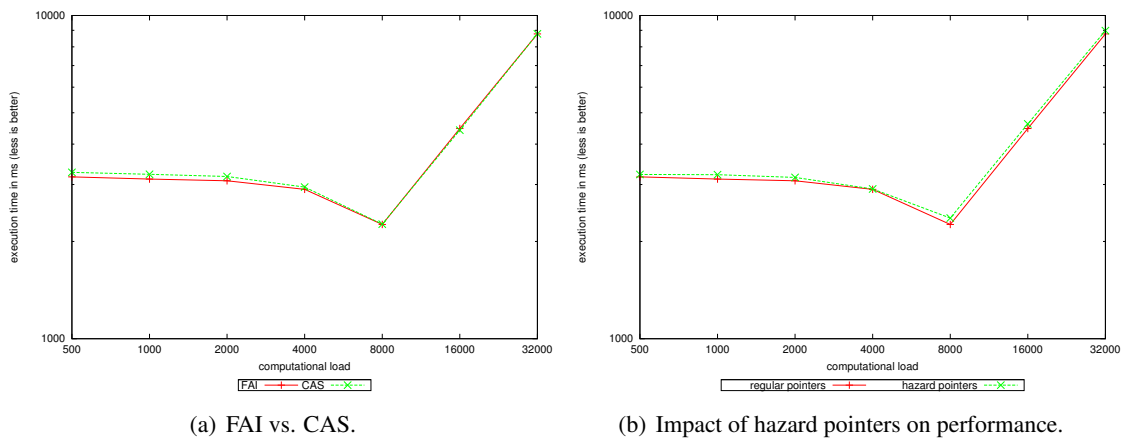 10000
execution time in ms (less is better)
1000
500 1000 2000 4000 8000 16000 32000
computational load
FAI CAS
(a) FAI vs. CAS.
10000
execution time in ms (less is better)
1000
500 1000 2000 4000 8000 16000 32000
computational load
regular pointers hazard pointers
(b) Impact of hazard pointers on performance.